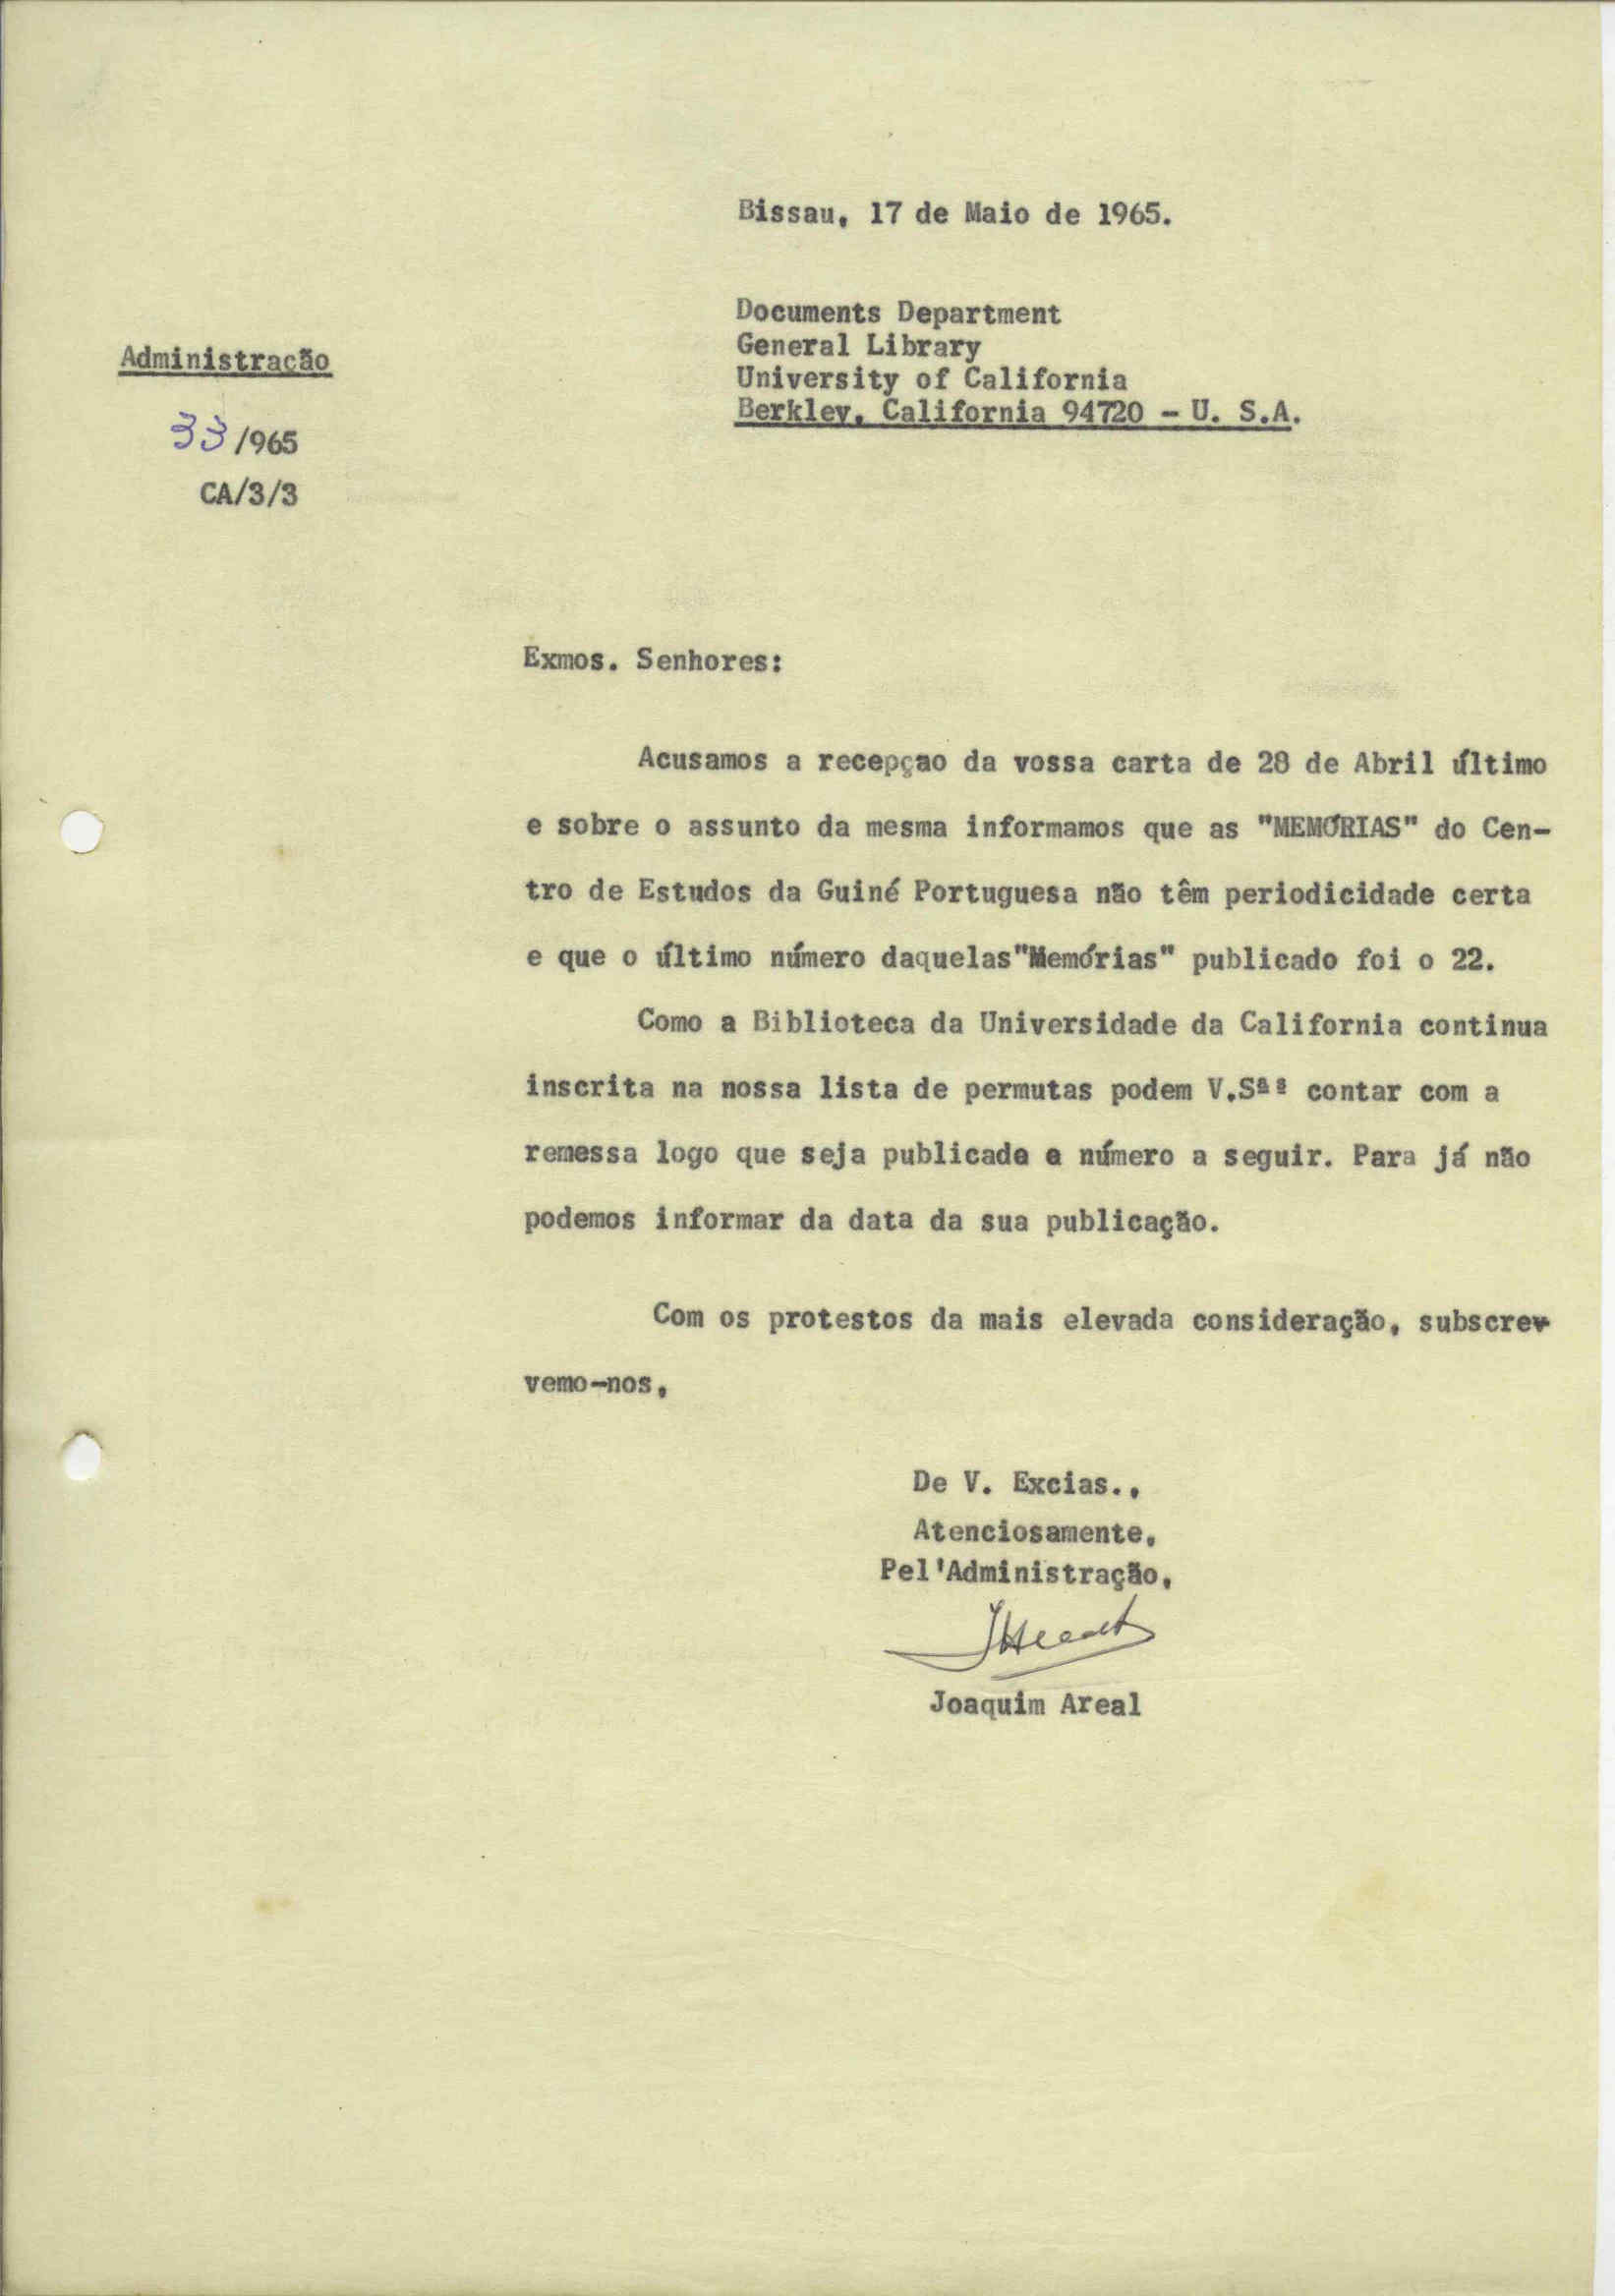 Bissau, 17 de Maio de 1965.
Documents Department
General Library
University of California
Berkley, California 94720 - U. S.A.
Administração
33/965
CA/3/3
Exmos. Senhores:
Acusamos a recepçao da vossa carta de 28 de Abril último
e sobre o assunto da mesma informamos que as "MEMÓRIAS" do Cen-
tro de Estudos da Guiné Portuguesa não têm periodicidade certa
e que o último número daquelas"Memórias" publicado foi o 22.
Como a Biblioteca da Universidade da California continua
inscrita na nossa lista de permutas podem V.Sªˢ contar com a
remessa logo que seja publicado o número a seguir. Para já não
podemos informar da data da sua publicação.
Com os protestos da mais elevada consideração, subscrev
vemo-nos,
De V. Excias.,
Atenciosamente,
Pel'Administração,
Joaquim Areal